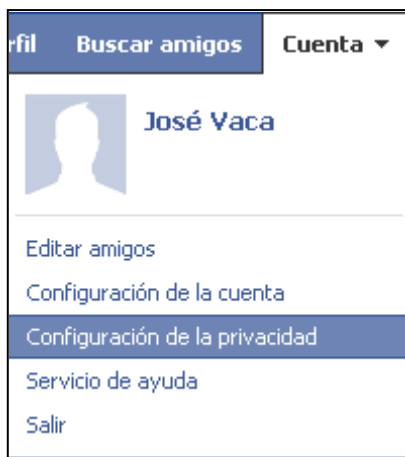 rfil Buscar amigos Cuenta
José Vaca
Editar amigos
Configuración de la cuenta
Configuración de la privacidad
Servicio de ayuda
Salir